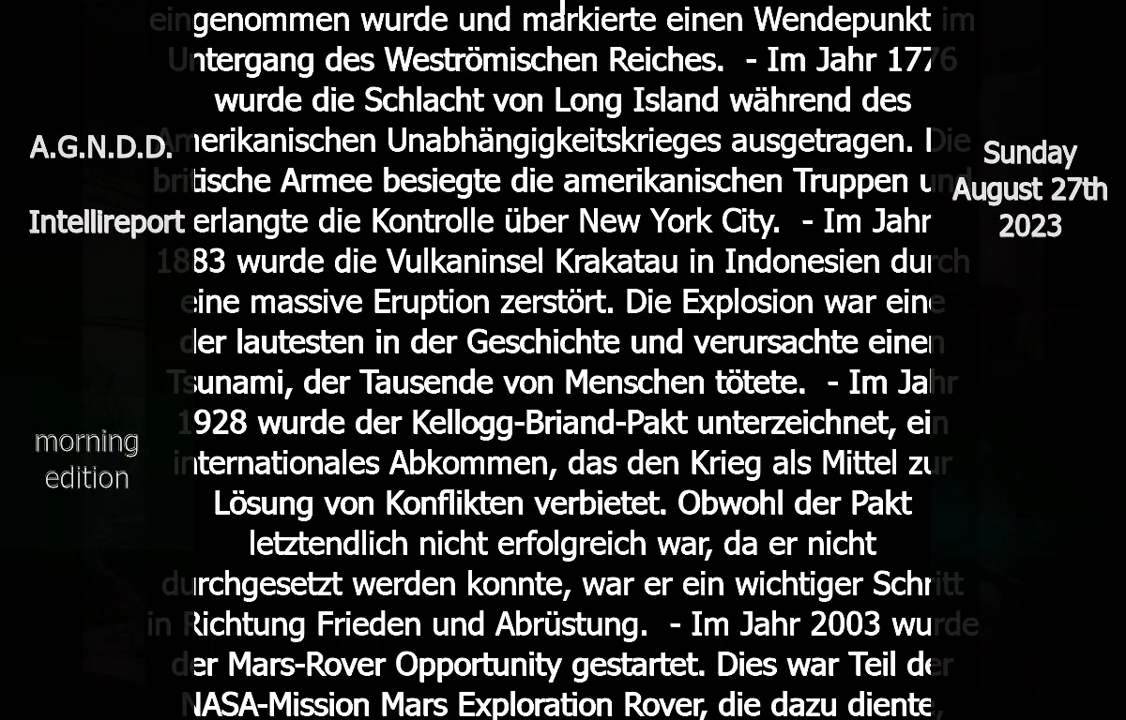 eingenommen wurde und markierte einen Wendepunkt im
Untergang des Weströmischen Reiches. - Im Jahr 1776
wurde die Schlacht von Long Island während des
Amerikanischen Unabhängigkeitskrieges ausgetragen. Die
britische Armee besiegte die amerikanischen Truppen und
erlangte die Kontrolle über New York City. - Im Jahr
1883 wurde die Vulkaninsel Krakatau in Indonesien durch
eine massive Eruption zerstört. Die Explosion war eine
der lautesten in der Geschichte und verursachte einen
Tsunami, der Tausende von Menschen tötete. - Im Jahr
1928 wurde der Kellogg-Briand-Pakt unterzeichnet, ein
internationales Abkommen, das den Krieg als Mittel zur
Lösung von Konflikten verbietet. Obwohl der Pakt
letztendlich nicht erfolgreich war, da er nicht
durchgesetzt werden konnte, war er ein wichtiger Schritt
in Richtung Frieden und Abrüstung. - Im Jahr 2003 wurde
der Mars-Rover Opportunity gestartet. Dies war Teil der
NASA-Mission Mars Exploration Rover, die dazu diente,
A.G.N.D.D.
Intellireport
morning
edition
Sunday
August 27th
2023